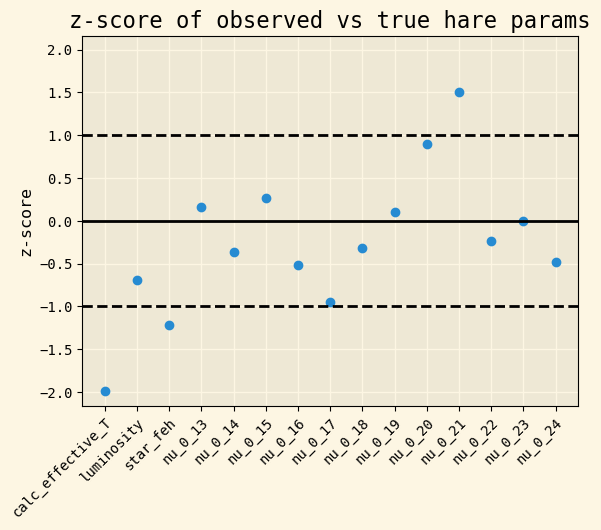 z-score of observed vs true hare params
z-score
2.0
1.5
1.0
0.5
0.0
−0.5
−1.0
−1.5
−2.0
calc_effective_T
luminosity
star_feh
nu_0_13
nu_0_14
nu_0_15
nu_0_16
nu_0_17
nu_0_18
nu_0_19
nu_0_20
nu_0_21
nu_0_22
nu_0_23
nu_0_24